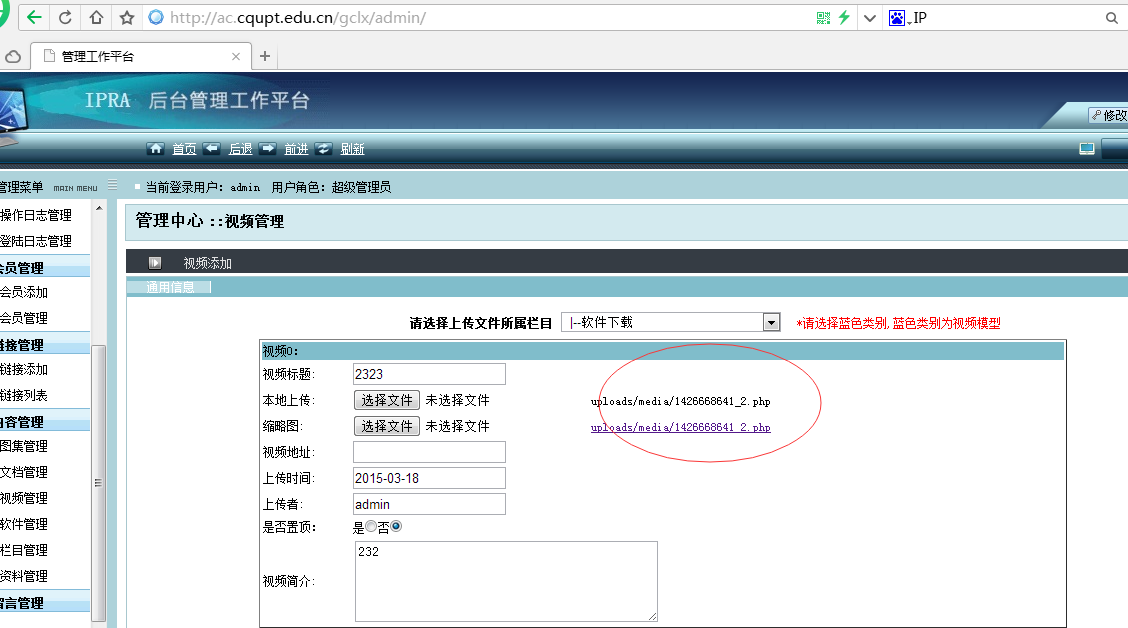 http://ac.cqupt.edu.cn/gclx/admin/
IP
管理工作平台
IPRA 后台管理工作平台
修改
首页 后退 前进 刷新
管理菜单 MAIN MENU
当前登录用户: admin 用户角色: 超级管理员
操作日志管理
登陆日志管理
会员管理
会员添加
会员管理
链接管理
链接添加
链接列表
内容管理
图集管理
文档管理
视频管理
软件管理
栏目管理
资料管理
留言管理
管理中心 ::视频管理
视频添加
通用信息
请选择上传文件所属栏目 |--软件下载 *请选择蓝色类别, 蓝色类别为视频模型
视频0:
视频标题: 2323
本地上传: 选择文件 未选择文件 uploads/media/1426668641_2.php
缩略图: 选择文件 未选择文件 uploads/media/1426668641_2.php
视频地址:
上传时间: 2015-03-18
上传者: admin
是否置顶: 是 否
视频简介: 232